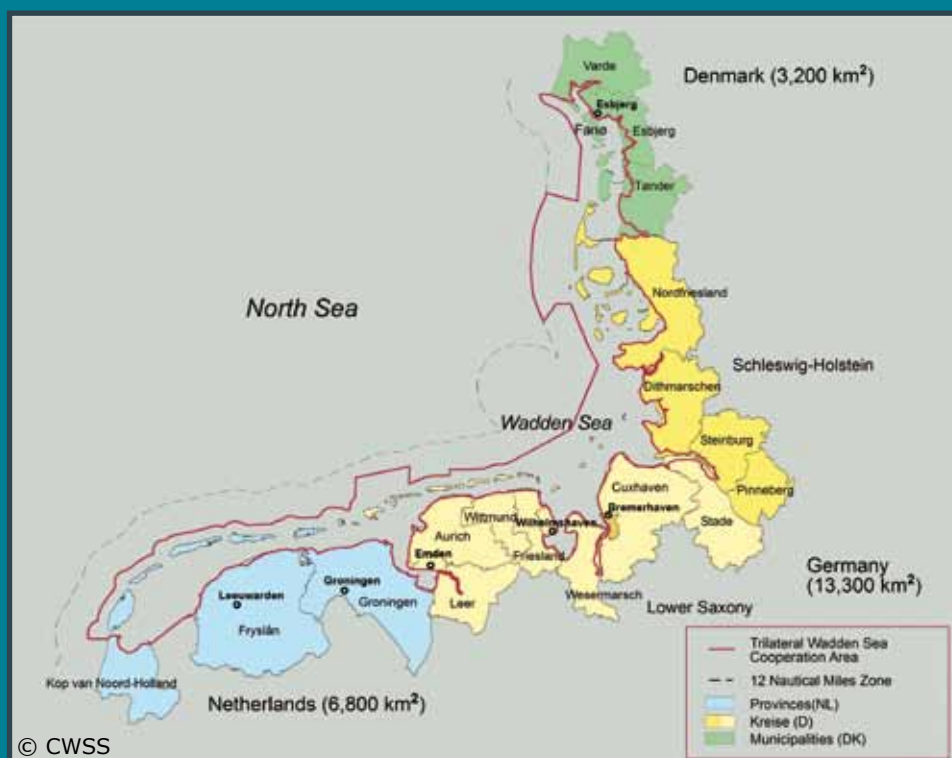 Varde
Denmark (3,200 km²)
Esbjerg
Fanø
Esbjerg
Tønder
North Sea
Nordfriesland
Schleswig-Holstein
Dithmarschen
Wadden Sea
Steinburg
Cuxhaven
Pinneberg
Bremerhaven
Wittmund
Wilhelmshaven
Stade
Aurich
Friesland
Emden
Germany
(13,300 km²)
Groningen
Leeuwarden
Groningen
Leer
Wesermarsch
Lower Saxony
Fryslân
Kop van Noord-Holland
Netherlands (6,800 km²)
Trilateral Wadden Sea
Cooperation Area
12 Nautical Miles Zone
Provinces(NL)
Kreise (D)
Municipalities (DK)
© CWSS